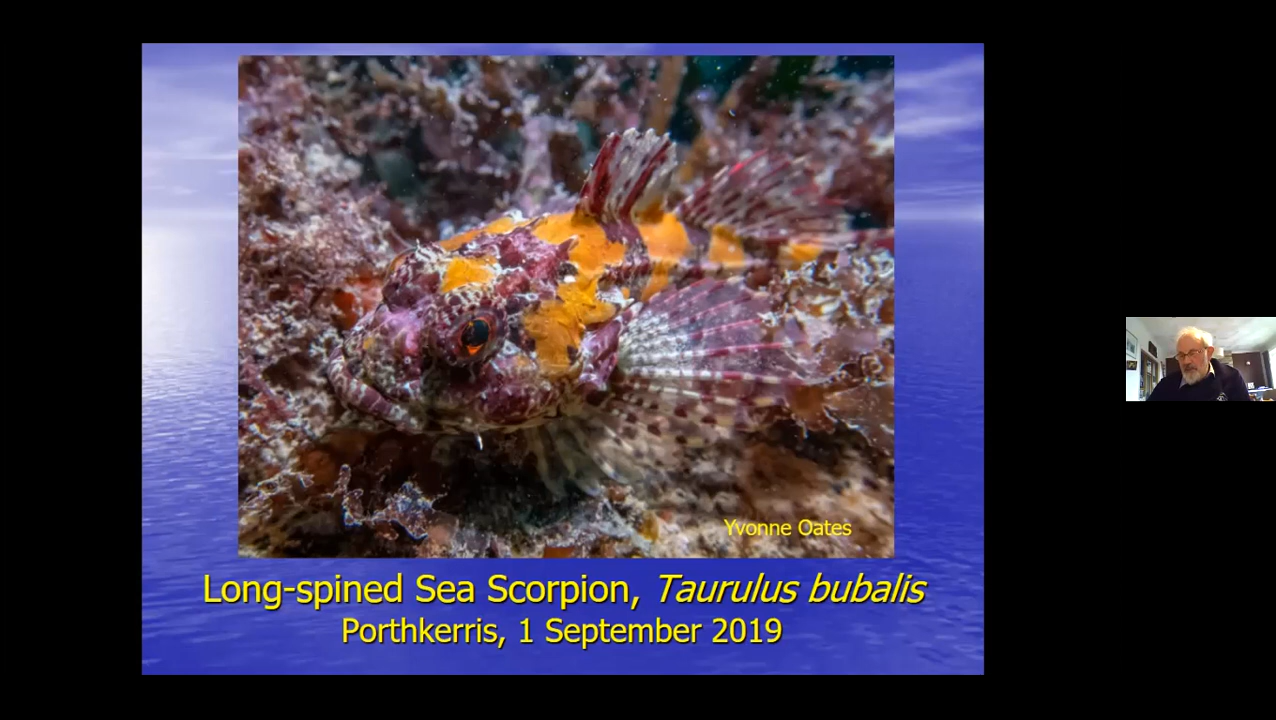 Yvonne Oates
Long-spined Sea Scorpion, Taurulus bubalis
Porthkerris, 1 September 2019